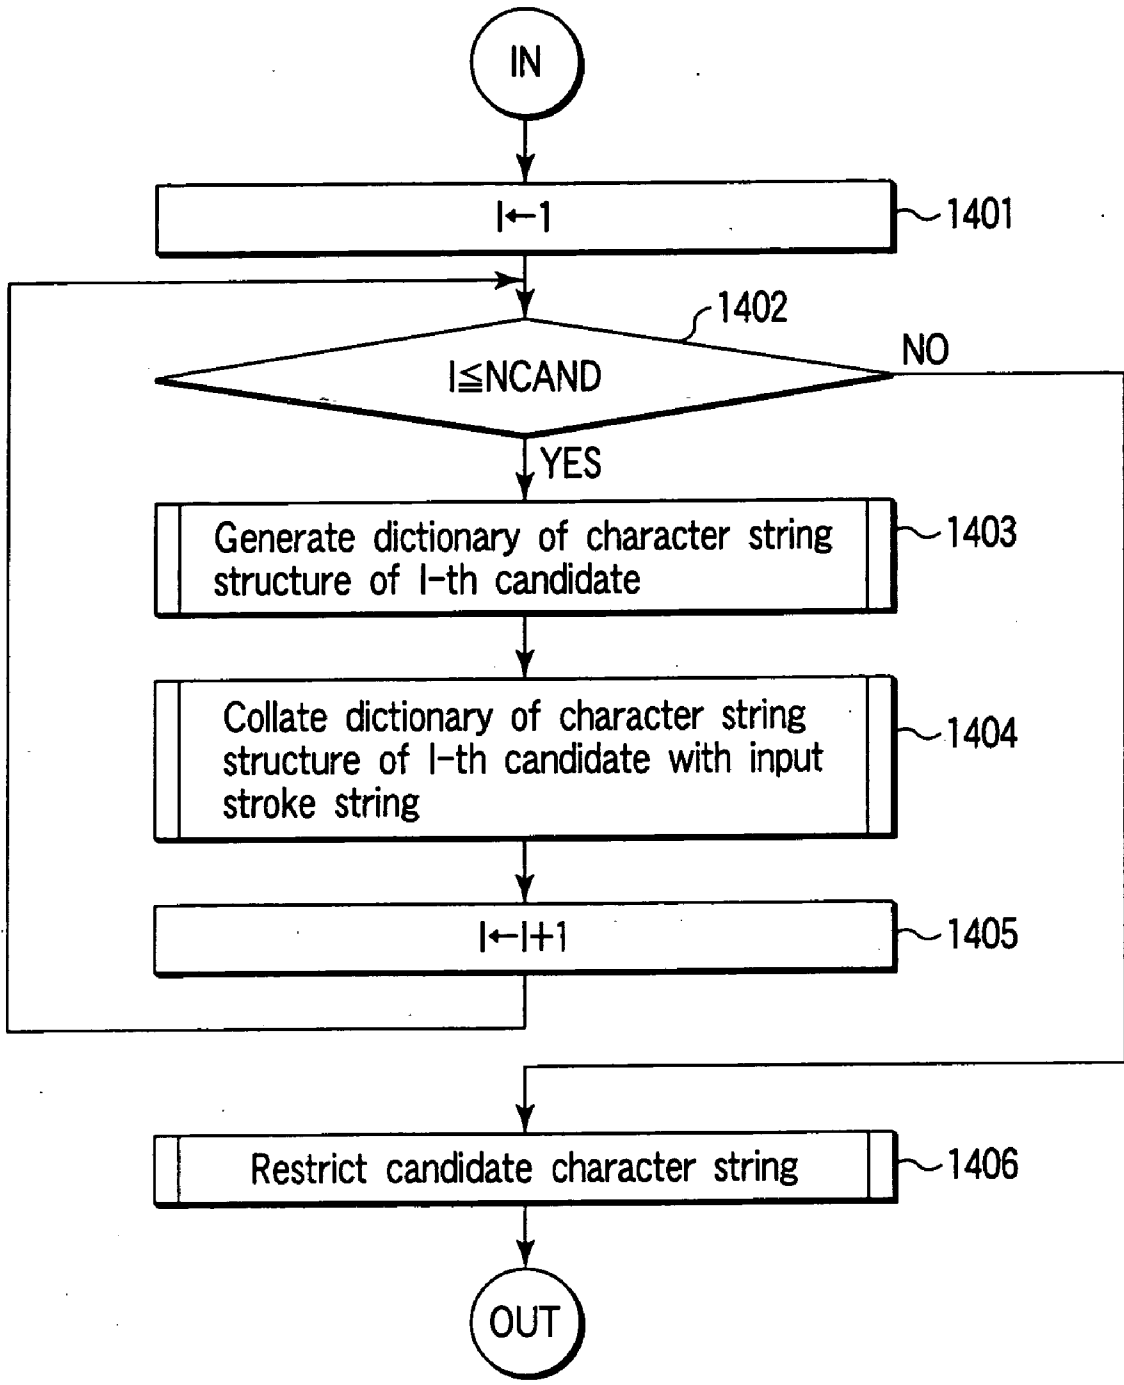 IN
I←1
1401
1402
I≦NCAND
NO
YES
Generate dictionary of character string
structure of I-th candidate
1403
Collate dictionary of character string
structure of I-th candidate with input
stroke string
1404
I←I+1
1405
Restrict candidate character string
1406
OUT